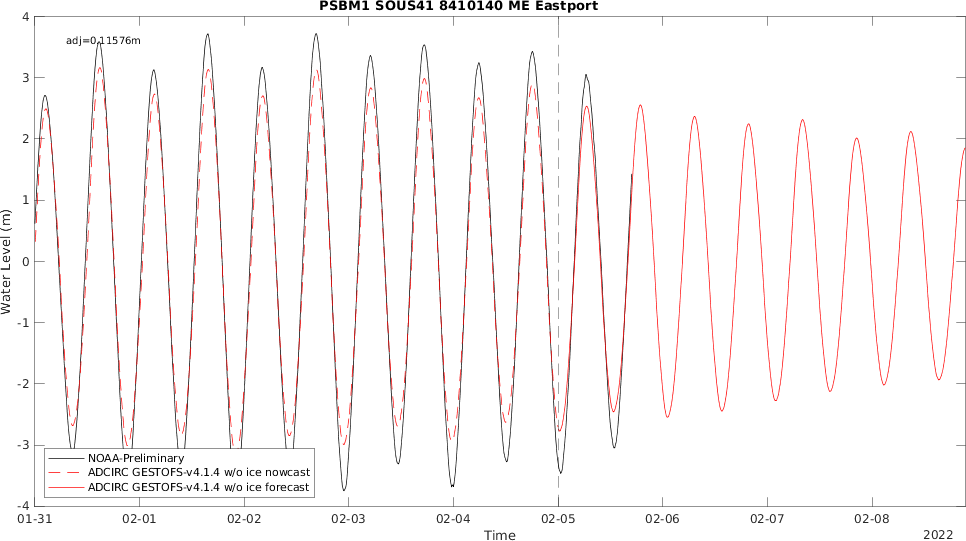 PSBM1 SOUS41 8410140 ME Eastport
adj=0.11576m
4
3
2
1
0
-1
-2
-3
-4
Water Level (m)
NOAA-Preliminary
ADCIRC GESTOFS-v4.1.4 w/o ice nowcast
ADCIRC GESTOFS-v4.1.4 w/o ice forecast
01-31 02-01 02-02 02-03 02-04 02-05 02-06 02-07 02-08
Time
2022